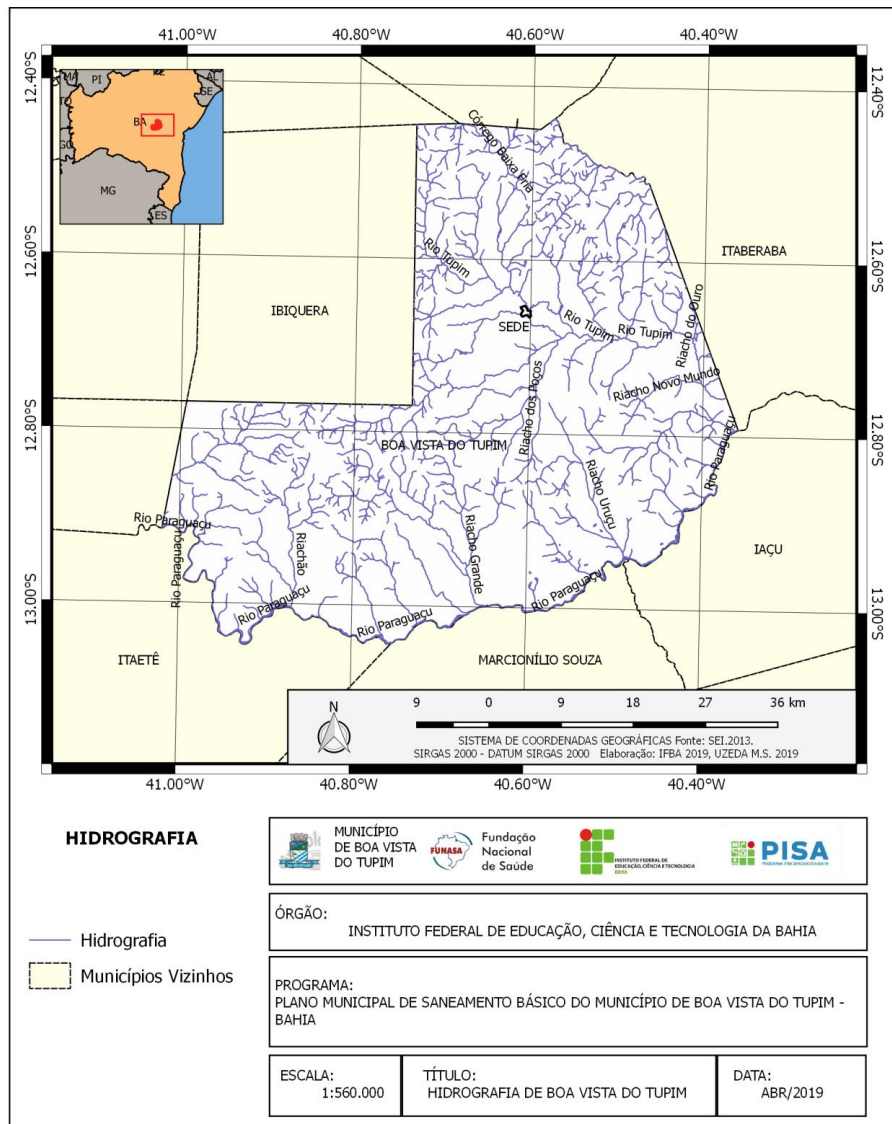 41.00°W 40.80°W 40.60°W 40.40°W
12.40°S
12.40°S
MA PI AL
SE
TO
BA
GO
MG
ES
Córrego Baixa Fria
12.60°S
12.60°S
ITABERABA
Rio Tupim
IBIQUERA
SEDE
Rio Tupim
Rio Tupim
Riacho do Ouro
Riacho Novo Mundo
Riacho dos Poços
12.80°S
12.80°S
BOA VISTA DO TUPIM
Rio Paraguaçu
Riacho Uruçu
Rio Paraguaçu
Rio Paraguaçu
Riachão
Riacho Grande
IAÇU
Rio Paraguaçu
Rio Paraguaçu
Rio Paraguaçu
13.00°S
13.00°S
ITAETÊ
MARCIONÍLIO SOUZA
N
9 0 9 18 27 36 km
SISTEMA DE COORDENADAS GEOGRÁFICAS Fonte: SEI.2013.
SIRGAS 2000 - DATUM SIRGAS 2000 Elaboração: IFBA 2019, UZEDA M.S. 2019
41.00°W 40.80°W 40.60°W 40.40°W
HIDROGRAFIA
Hidrografia
Municípios Vizinhos
MUNICÍPIO
DE BOA VISTA
DO TUPIM
FUNASA
Fundação
Nacional
de Saúde
INSTITUTO FEDERAL DE
EDUCAÇÃO, CIÊNCIA E TECNOLOGIA
BAHIA
PISA
ÓRGÃO:
INSTITUTO FEDERAL DE EDUCAÇÃO, CIÊNCIA E TECNOLOGIA DA BAHIA
PROGRAMA:
PLANO MUNICIPAL DE SANEAMENTO BÁSICO DO MUNICÍPIO DE BOA VISTA DO TUPIM -
BAHIA
ESCALA:
1:560.000
TÍTULO:
HIDROGRAFIA DE BOA VISTA DO TUPIM
DATA:
ABR/2019